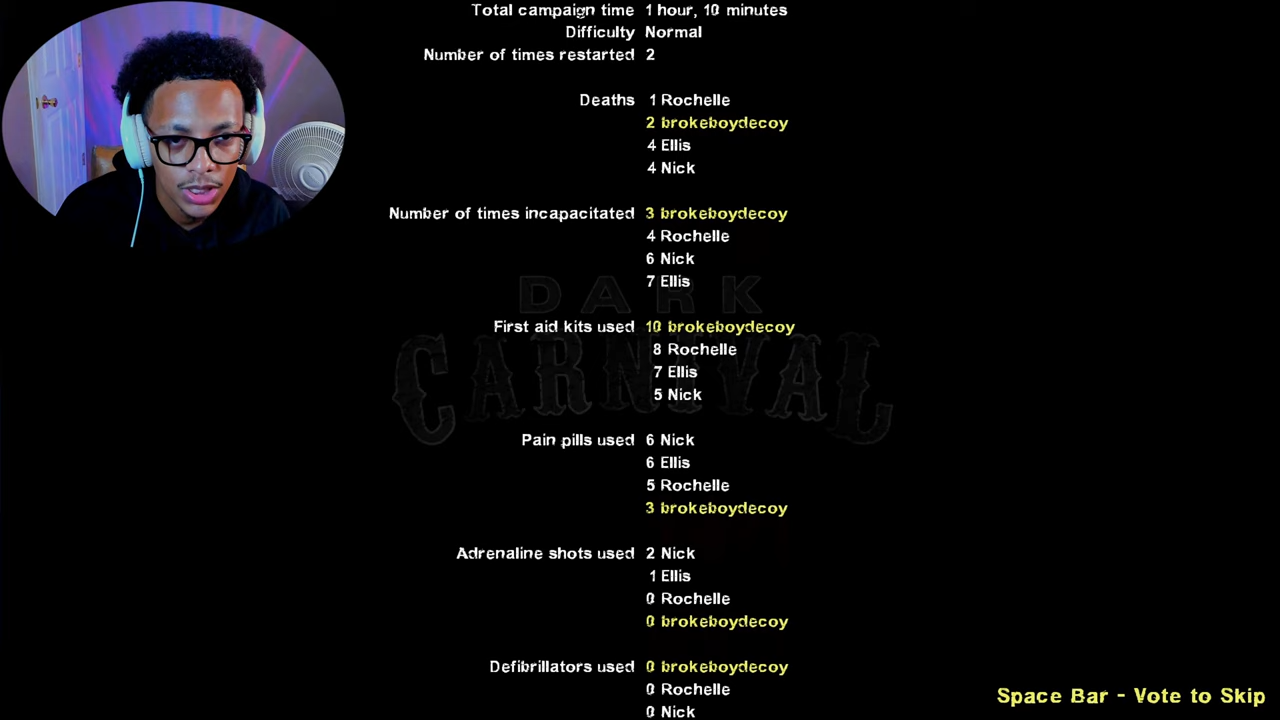 Total campaign time 1 hour, 10 minutes
Difficulty Normal
Number of times restarted 2
Deaths 1 Rochelle
2 brokeboydecoy
4 Ellis
4 Nick
Number of times incapacitated 3 brokeboydecoy
4 Rochelle
6 Nick
7 Ellis
DARK
CARNIVAL
First aid kits used 10 brokeboydecoy
8 Rochelle
7 Ellis
5 Nick
Pain pills used 6 Nick
6 Ellis
5 Rochelle
3 brokeboydecoy
Adrenaline shots used 2 Nick
1 Ellis
0 Rochelle
0 brokeboydecoy
Defibrillators used 0 brokeboydecoy
0 Rochelle
0 Nick
Space Bar - Vote to Skip